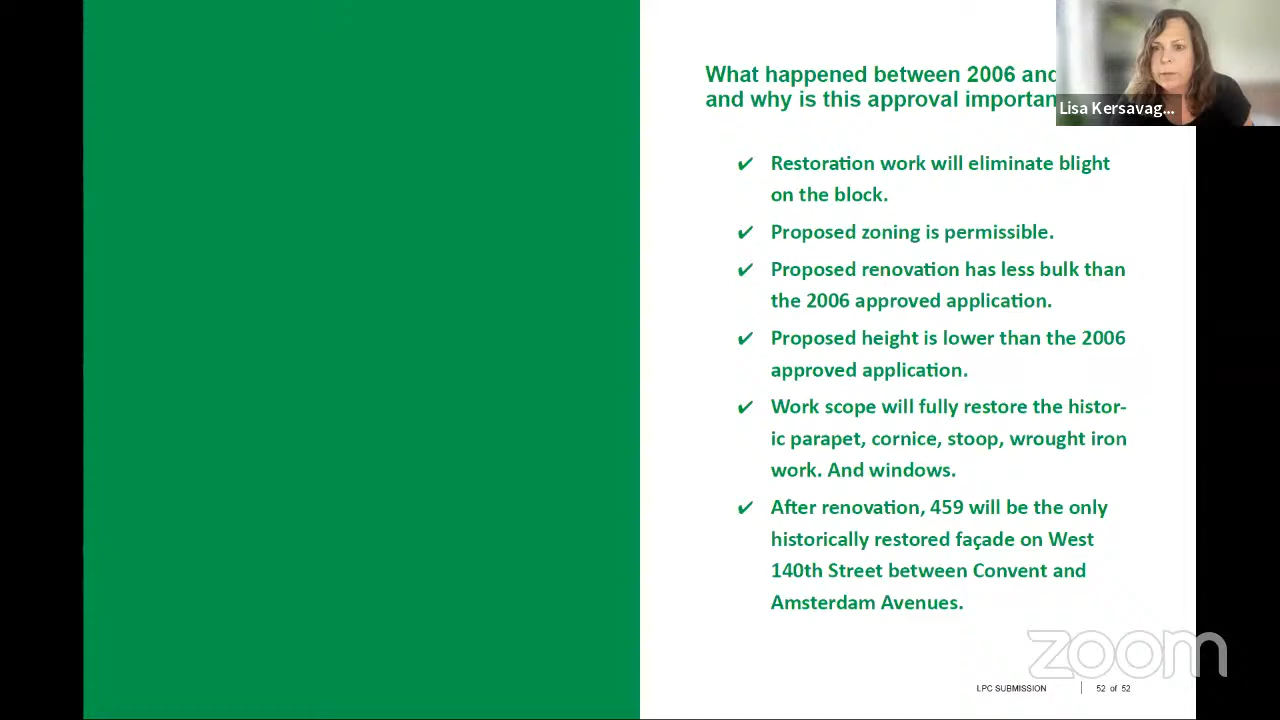 What happened between 2006 and
and why is this approval importan
Lisa Kersavag...
✔ Restoration work will eliminate blight
on the block.
✔ Proposed zoning is permissible.
✔ Proposed renovation has less bulk than
the 2006 approved application.
✔ Proposed height is lower than the 2006
approved application.
✔ Work scope will fully restore the histor-
ic parapet, cornice, stoop, wrought iron
work. And windows.
✔ After renovation, 459 will be the only
historically restored façade on West
140th Street between Convent and
Amsterdam Avenues.
zoom
LPC SUBMISSION | 52 of 52